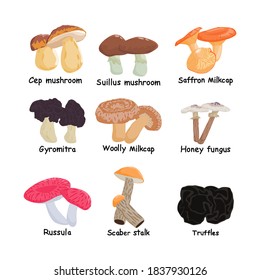 Cep mushroom
Suillus mushroom
Saffron Milkcap
Gyromitra
Woolly Milkcap
Honey fungus
Russula
Scaber stalk
Truffles
shutterstock.com · 1837930126